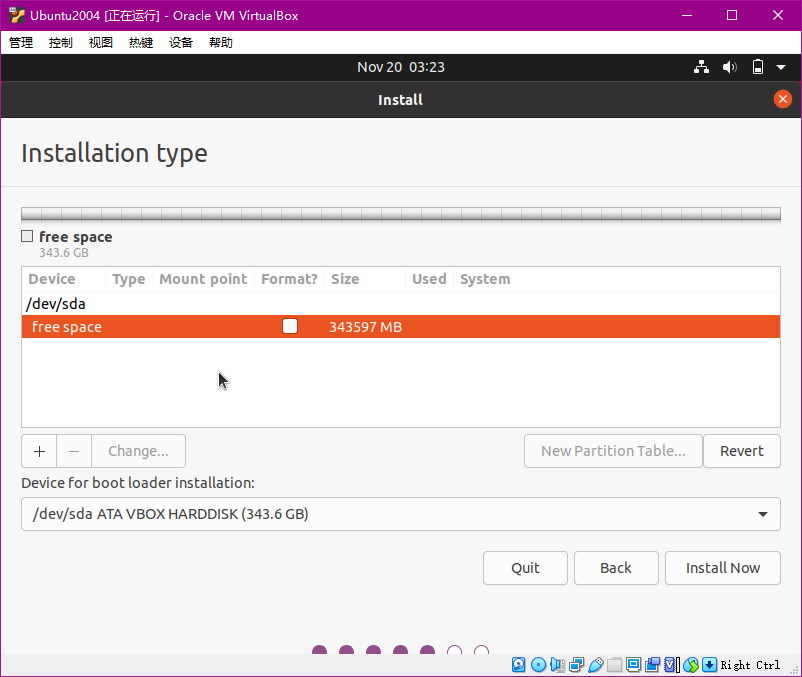 Ubuntu2004 [正在运行] - Oracle VM VirtualBox
管理 控制 视图 热键 设备 帮助
Nov 20 03:23
Install
Installation type
free space
343.6 GB
Device Type Mount point Format? Size Used System
/dev/sda
free space 343597 MB
+ − Change... New Partition Table... Revert
Device for boot loader installation:
/dev/sda ATA VBOX HARDDISK (343.6 GB)
Quit Back Install Now
Right Ctrl